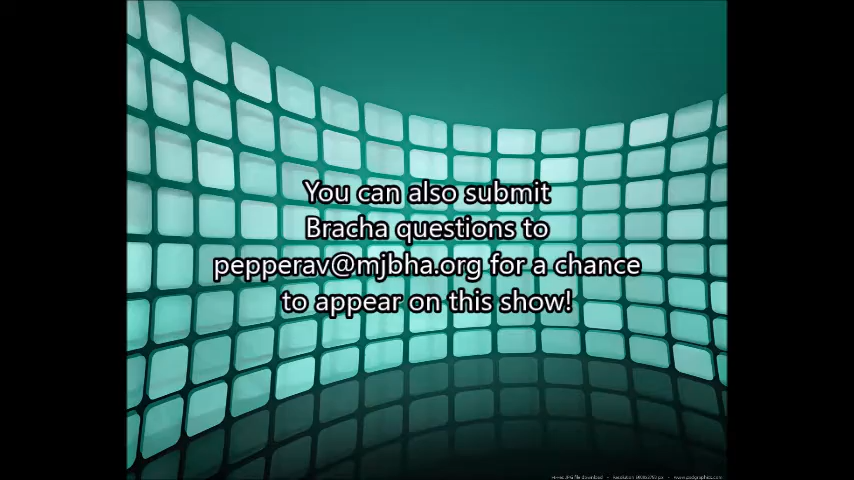 You can also submit
Bracha questions to
pepperav@mjbha.org for a chance
to appear on this show!